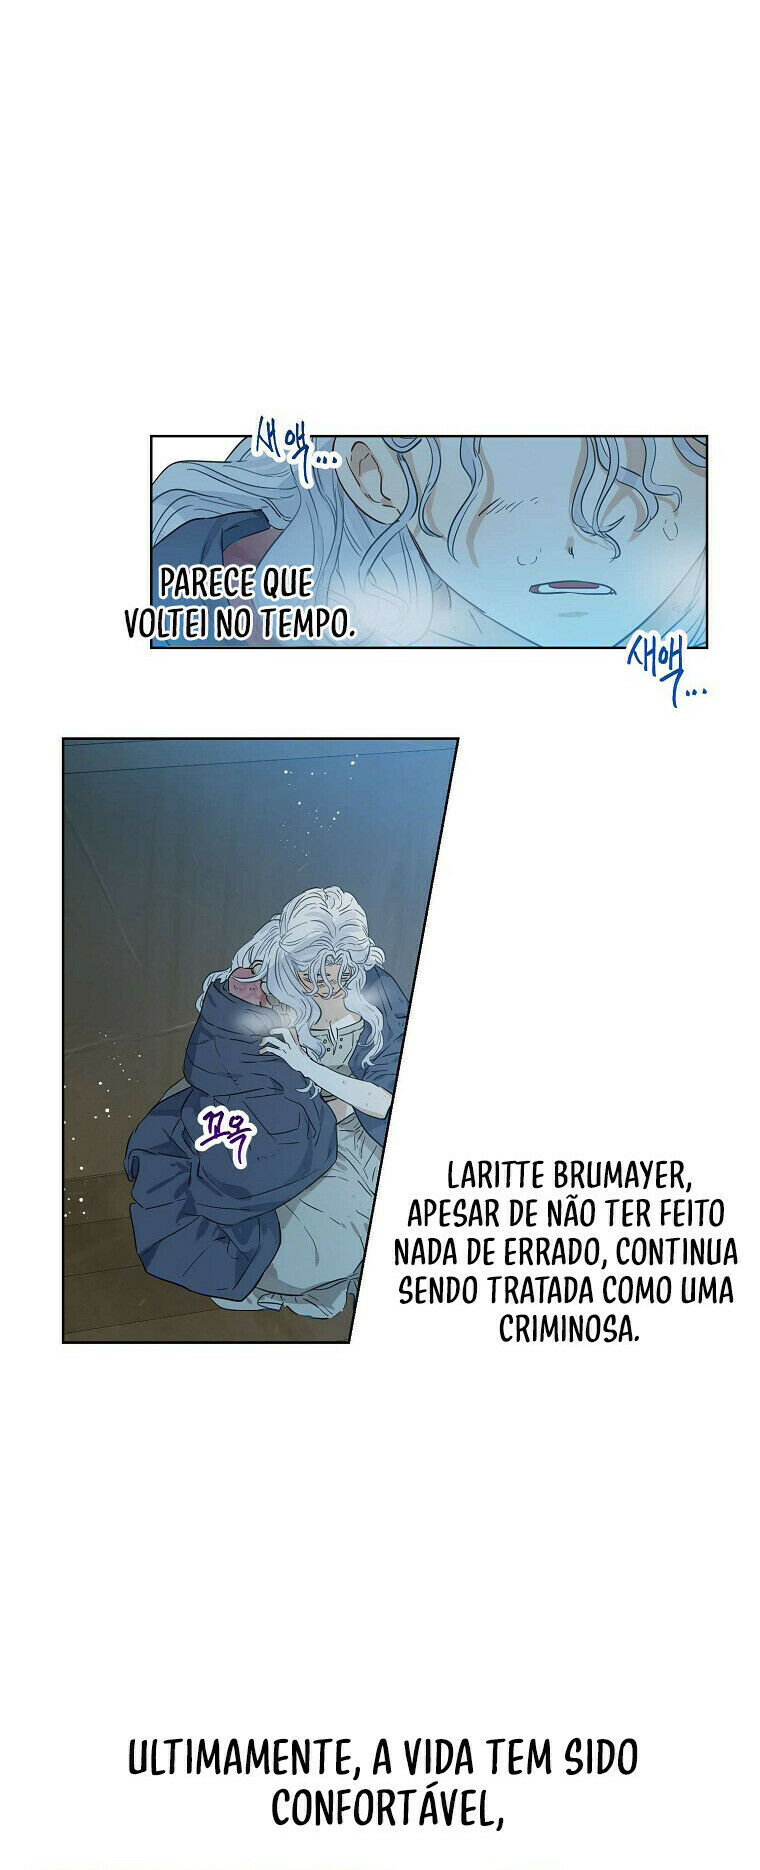 새액...
PARECE QUE
VOLTEI NO TEMPO.
새액...
꼬옥
LARITTE BRUMAYER,
APESAR DE NÃO TER FEITO
NADA DE ERRADO, CONTINUA
SENDO TRATADA COMO UMA
CRIMINOSA.
ULTIMAMENTE, A VIDA TEM SIDO
CONFORTÁVEL,